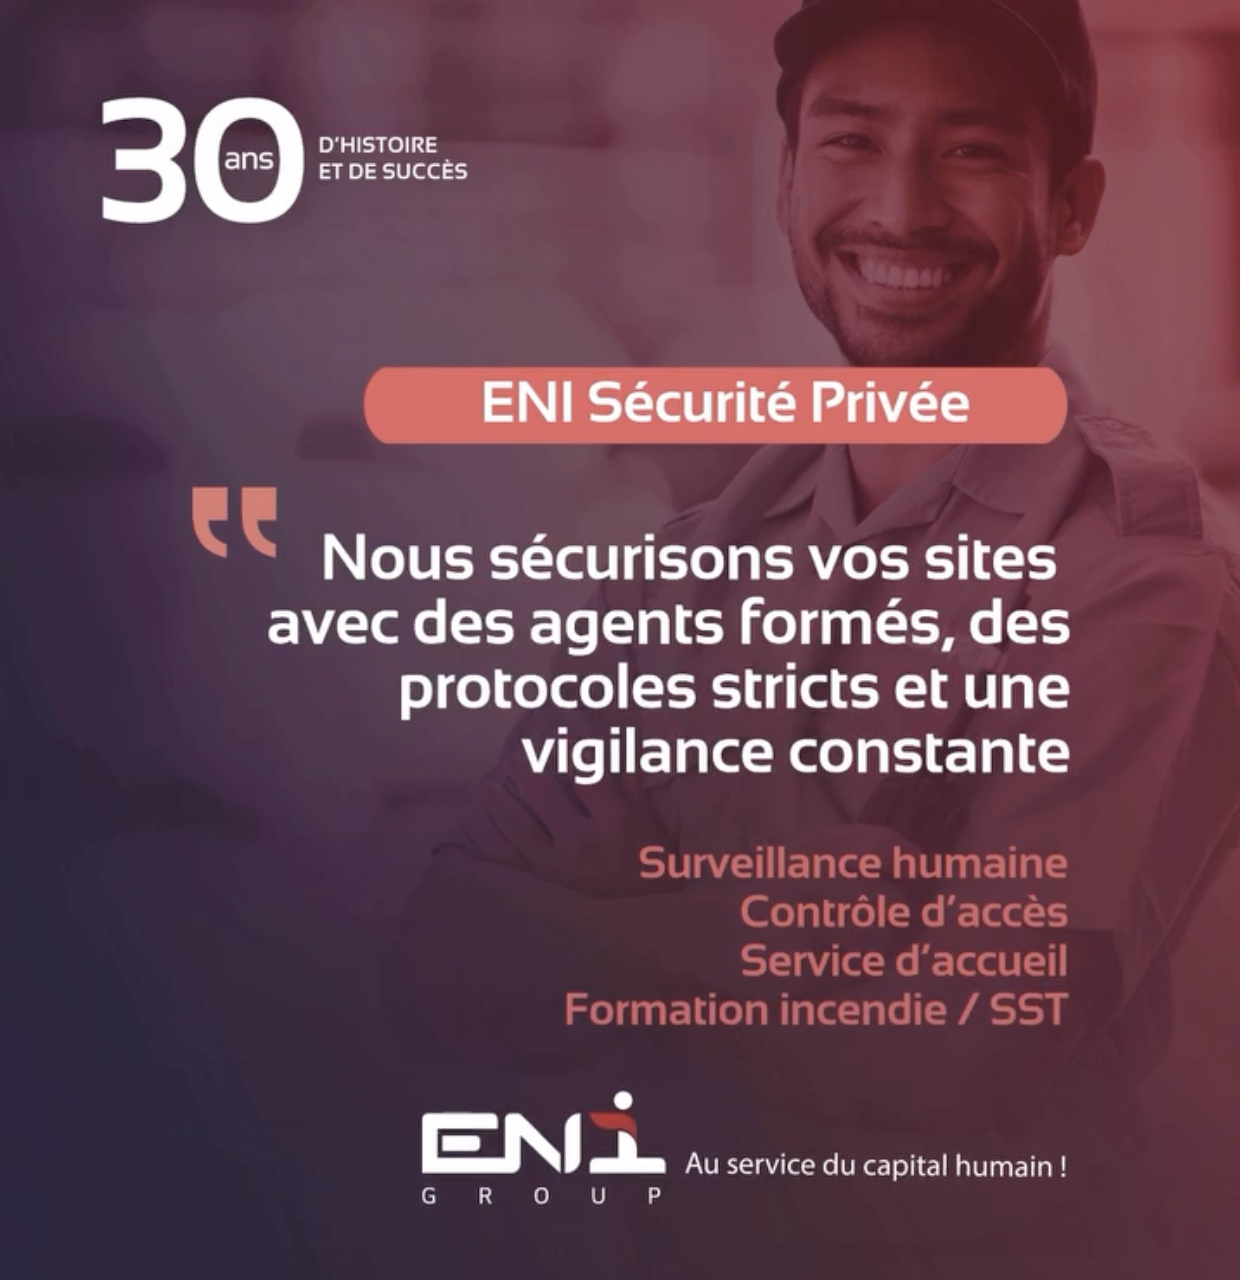 30
ans
D'HISTOIRE
ET DE SUCCÈS
ENI Sécurité Privée
Nous sécurisons vos sites
avec des agents formés, des
protocoles stricts et une
vigilance constante
Surveillance humaine
Contrôle d'accès
Service d'accueil
Formation incendie / SST
ENI
GROUP
Au service du capital humain !